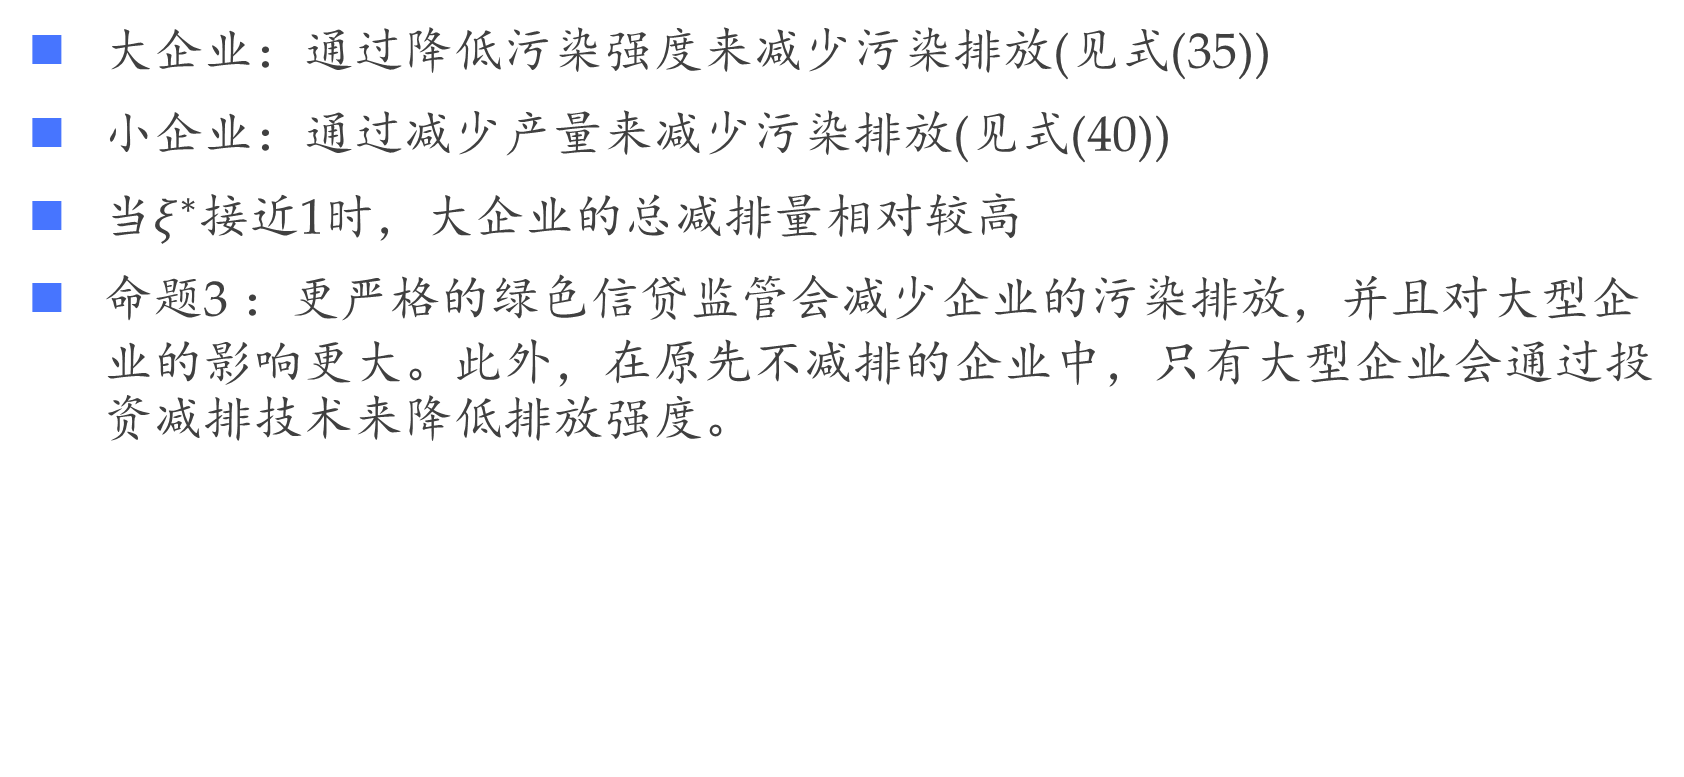 大企业：通过降低污染强度来减少污染排放(见式(35))
小企业：通过减少产量来减少污染排放(见式(40))
当ξ*接近1时，大企业的总减排量相对较高
命题3：更严格的绿色信贷监管会减少企业的污染排放，并且对大型企
业的影响更大。此外，在原先不减排的企业中，只有大型企业会通过投
资减排技术来降低排放强度。